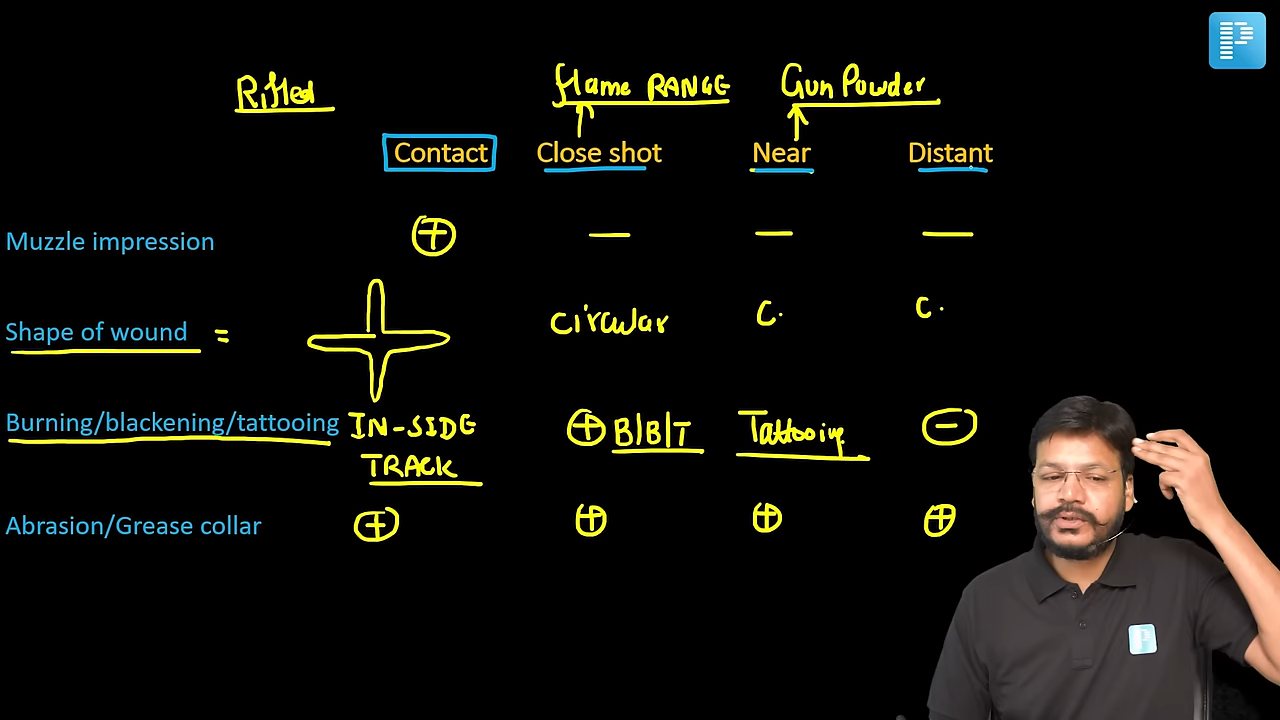 Rifled flame RANGE Gun Powder
Contact Close shot Near Distant
Muzzle impression + — — —
Shape of wound = circular C. C.
Burning/blackening/tattooing IN-SIDE TRACK + B/B/T Tattooing -
Abrasion/Grease collar + + + +
P
P